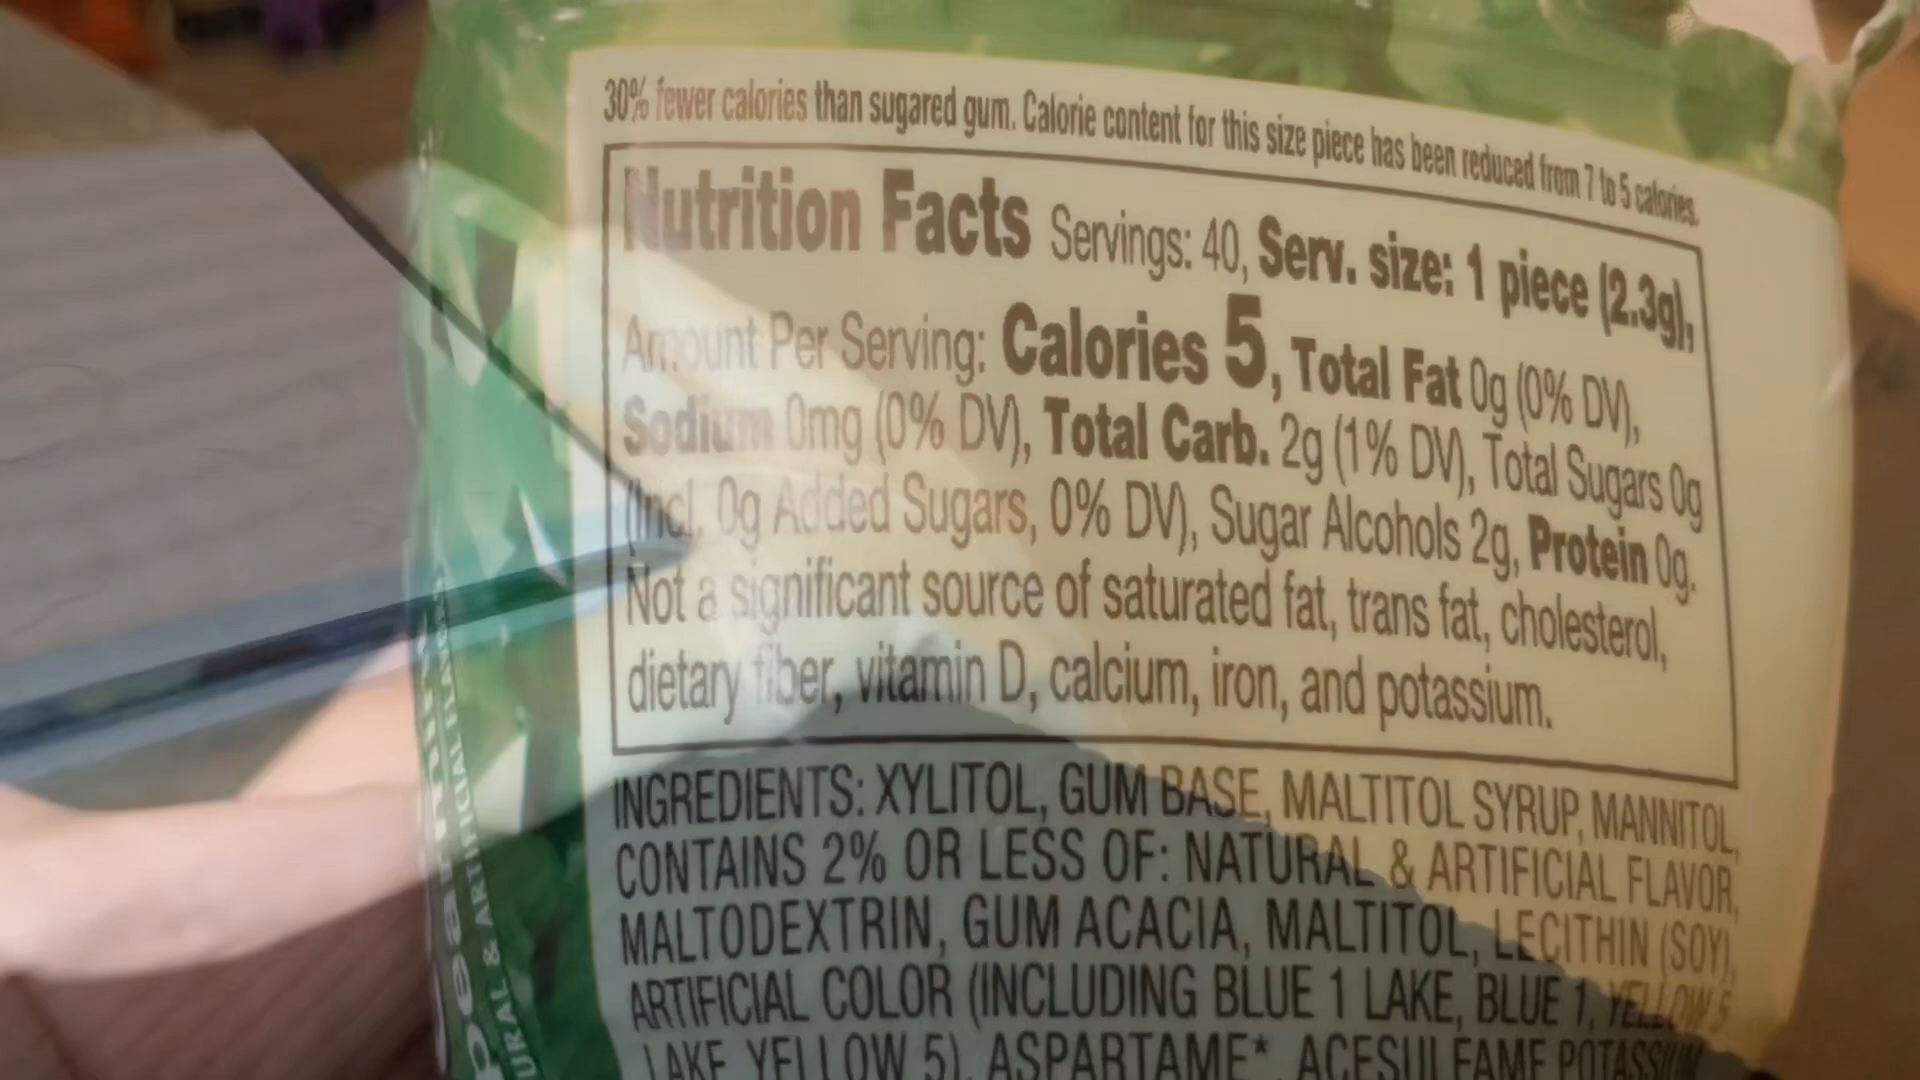 30% fewer calories than sugared gum. Calorie content for this size piece has been reduced from 7 to 5 calories.
Nutrition Facts Servings: 40, Serv. size: 1 piece (2.3g),
Amount Per Serving: Calories 5, Total Fat 0g (0% DV),
Sodium 0mg (0% DV), Total Carb. 2g (1% DV), Total Sugars 0g
(Incl. 0g Added Sugars, 0% DV), Sugar Alcohols 2g, Protein 0g.
Not a significant source of saturated fat, trans fat, cholesterol,
dietary fiber, vitamin D, calcium, iron, and potassium.
INGREDIENTS: XYLITOL, GUM BASE, MALTITOL SYRUP, MANNITOL,
CONTAINS 2% OR LESS OF: NATURAL & ARTIFICIAL FLAVOR,
MALTODEXTRIN, GUM ACACIA, MALTITOL, LECITHIN (SOY),
ARTIFICIAL COLOR (INCLUDING BLUE 1 LAKE, BLUE 1, YELLOW 5
LAKE, YELLOW 5), ASPARTAME*, ACESULFAME POTASSIUM